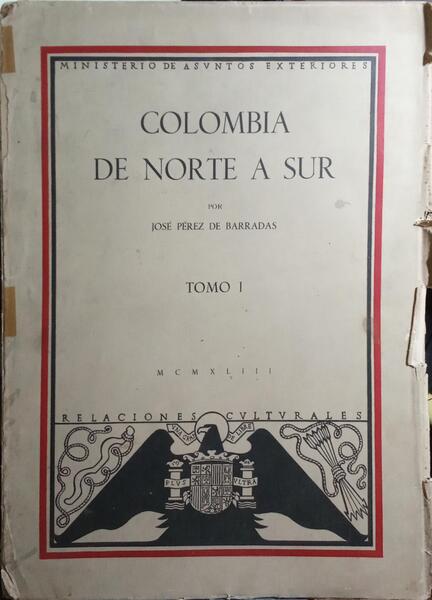 MINISTERIO DE ASVNTOS EXTERIORES
COLOMBIA
DE NORTE A SUR
POR
JOSÉ PÉREZ DE BARRADAS
TOMO I
MCMXLIII
RELACIONES CVLTVRALES
VNA GRANDE LIBRE
PLVS VLTRA